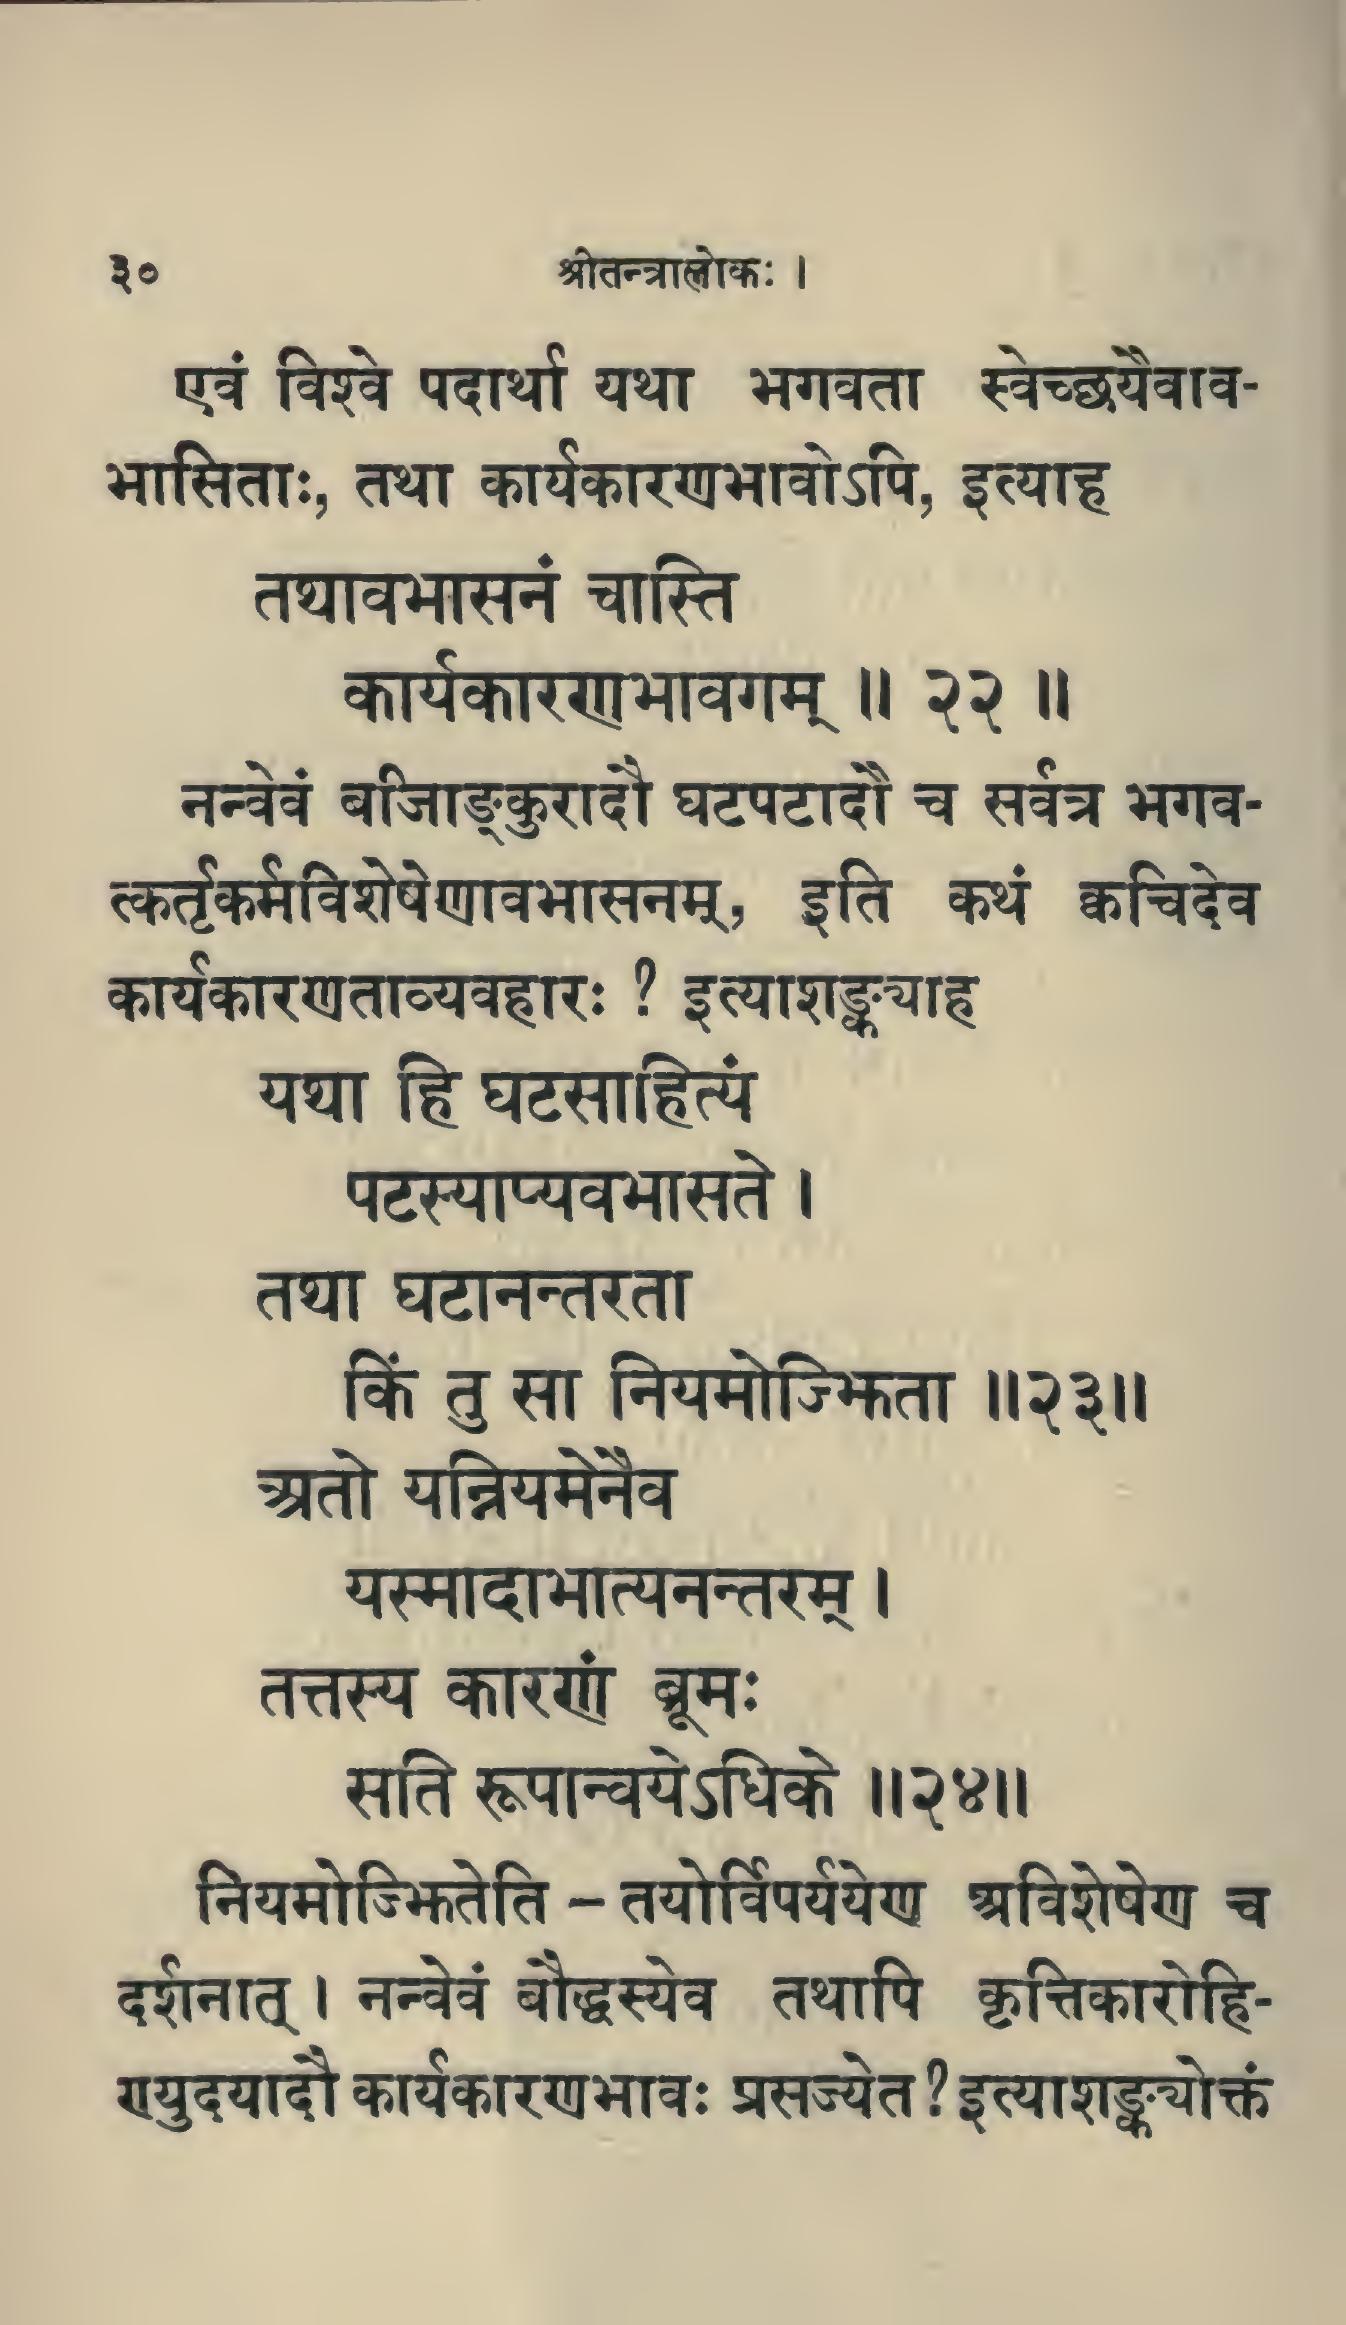 ३० श्रीतन्त्रालोकः ।
एवं विश्वे पदार्था यथा भगवता स्वेच्छयैवाव-
भासिताः, तथा कार्यकारणभावोऽपि, इत्याह
तथावभासनं चास्ति
कार्यकारणभावगम् ॥ २२ ॥
नन्वेवं बीजाङ्कुरादौ घटपटादौ च सर्वत्र भगव-
त्कर्तृकर्मविशेषेणावभासनम्, इति कथं क्वचिदेव
कार्यकारणताव्यवहारः ? इत्याशङ्क्याह
यथा हि घटसाहित्यं
पटस्याप्यवभासते ।
तथा घटानन्तरता
किं तु सा नियमोज्झिता ॥२३॥
अतो यन्नियमेनैव
यस्मादाभात्यनन्तरम् ।
तत्तस्य कारणं ब्रूमः
सति रूपान्वयेऽधिके ॥२४॥
नियमोज्झितेति – तयोर्विपर्ययेण अविशेषेण च
दर्शनात् । नन्वेवं बौद्धस्येव तथापि कृत्तिकारोहि-
ण्युदयादौ कार्यकारणभावः प्रसज्येत ? इत्याशङ्क्योक्तं